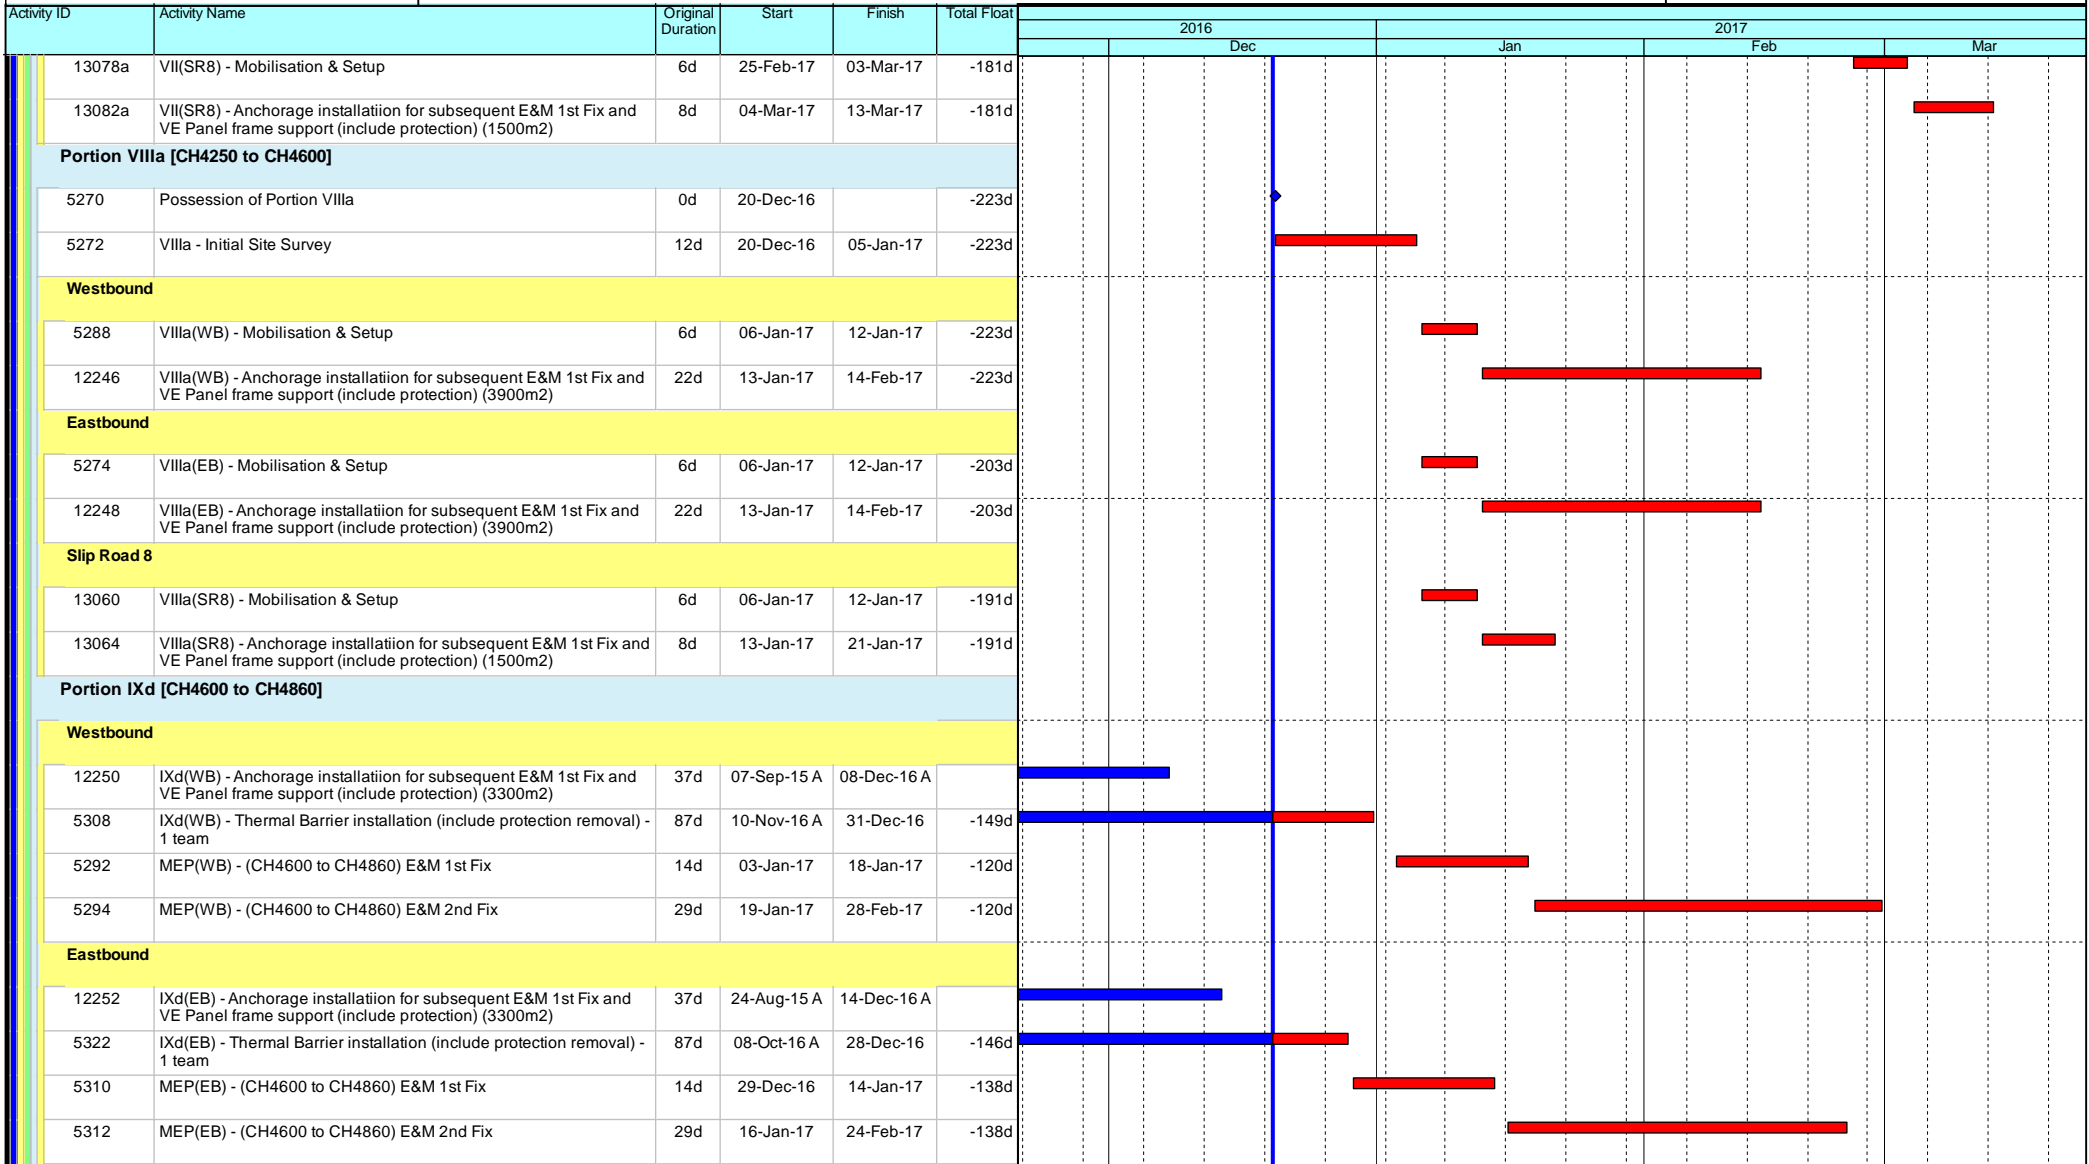 Activity ID Activity Name Original Duration Start Finish Total Float
2016 2017
Dec Jan Feb Mar
13078a VII(SR8) - Mobilisation & Setup 6d 25-Feb-17 03-Mar-17 -181d
13082a VII(SR8) - Anchorage installatiion for subsequent E&M 1st Fix and 8d 04-Mar-17 13-Mar-17 -181d
VE Panel frame support (include protection) (1500m2)
Portion VIIIa [CH4250 to CH4600]
5270 Possession of Portion VIIIa 0d 20-Dec-16 -223d
5272 VIIIa - Initial Site Survey 12d 20-Dec-16 05-Jan-17 -223d
Westbound
5288 VIIIa(WB) - Mobilisation & Setup 6d 06-Jan-17 12-Jan-17 -223d
12246 VIIIa(WB) - Anchorage installatiion for subsequent E&M 1st Fix and 22d 13-Jan-17 14-Feb-17 -223d
VE Panel frame support (include protection) (3900m2)
Eastbound
5274 VIIIa(EB) - Mobilisation & Setup 6d 06-Jan-17 12-Jan-17 -203d
12248 VIIIa(EB) - Anchorage installatiion for subsequent E&M 1st Fix and 22d 13-Jan-17 14-Feb-17 -203d
VE Panel frame support (include protection) (3900m2)
Slip Road 8
13060 VIIIa(SR8) - Mobilisation & Setup 6d 06-Jan-17 12-Jan-17 -191d
13064 VIIIa(SR8) - Anchorage installatiion for subsequent E&M 1st Fix and 8d 13-Jan-17 21-Jan-17 -191d
VE Panel frame support (include protection) (1500m2)
Portion IXd [CH4600 to CH4860]
Westbound
12250 IXd(WB) - Anchorage installatiion for subsequent E&M 1st Fix and 37d 07-Sep-15 A 08-Dec-16 A
VE Panel frame support (include protection) (3300m2)
5308 IXd(WB) - Thermal Barrier installation (include protection removal) - 87d 10-Nov-16 A 31-Dec-16 -149d
1 team
5292 MEP(WB) - (CH4600 to CH4860) E&M 1st Fix 14d 03-Jan-17 18-Jan-17 -120d
5294 MEP(WB) - (CH4600 to CH4860) E&M 2nd Fix 29d 19-Jan-17 28-Feb-17 -120d
Eastbound
12252 IXd(EB) - Anchorage installatiion for subsequent E&M 1st Fix and 37d 24-Aug-15 A 14-Dec-16 A
VE Panel frame support (include protection) (3300m2)
5322 IXd(EB) - Thermal Barrier installation (include protection removal) - 87d 08-Oct-16 A 28-Dec-16 -146d
1 team
5310 MEP(EB) - (CH4600 to CH4860) E&M 1st Fix 14d 29-Dec-16 14-Jan-17 -138d
5312 MEP(EB) - (CH4600 to CH4860) E&M 2nd Fix 29d 16-Jan-17 24-Feb-17 -138d